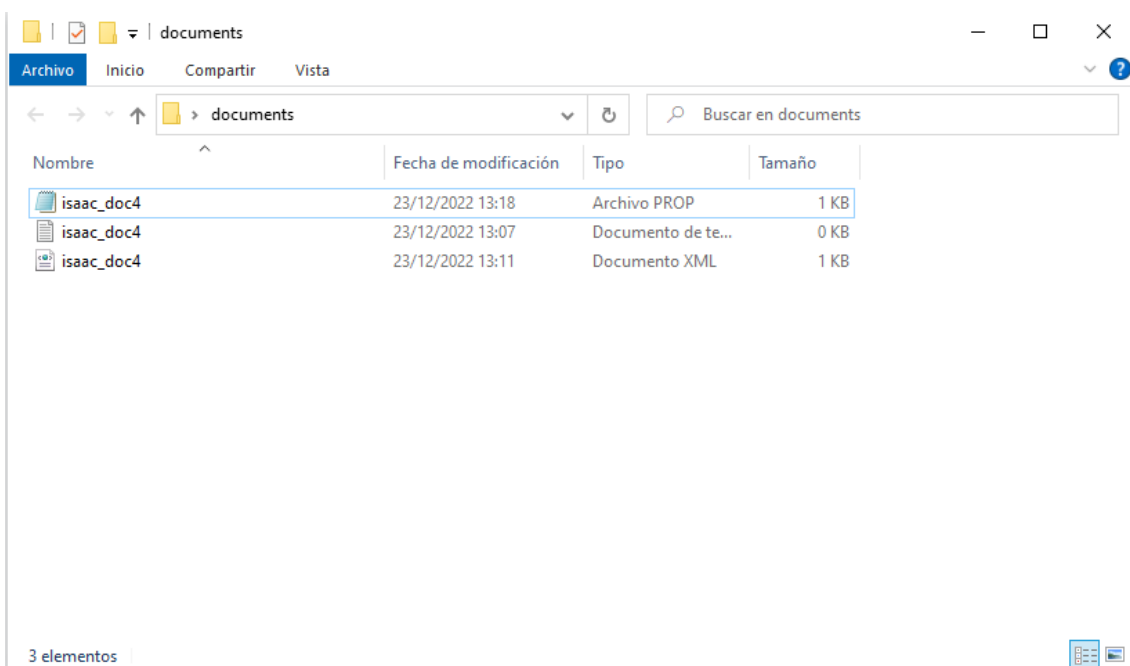 documents
Archivo Inicio Compartir Vista
documents Buscar en documents
Nombre Fecha de modificación Tipo Tamaño
isaac_doc4 23/12/2022 13:18 Archivo PROP 1 KB
isaac_doc4 23/12/2022 13:07 Documento de te... 0 KB
isaac_doc4 23/12/2022 13:11 Documento XML 1 KB
3 elementos